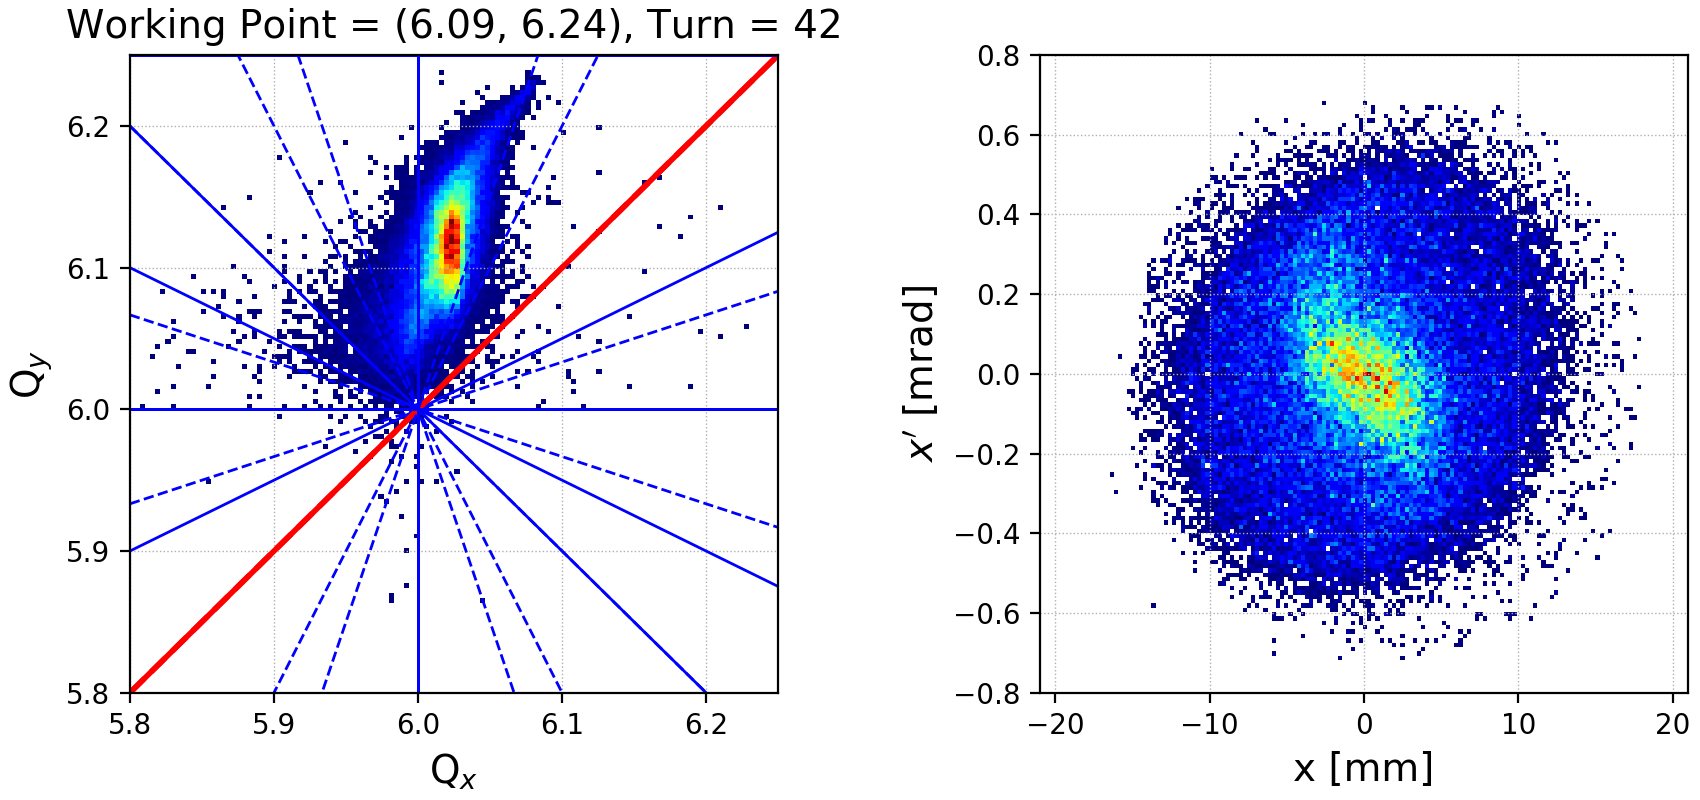 Working Point = (6.09, 6.24), Turn = 42
6.2
6.1
6.0
5.9
5.8
Qy
5.8 5.9 6.0 6.1 6.2
Qx
0.8
0.6
0.4
0.2
0.0
−0.2
−0.4
−0.6
−0.8
x′ [mrad]
−20 −10 0 10 20
x [mm]